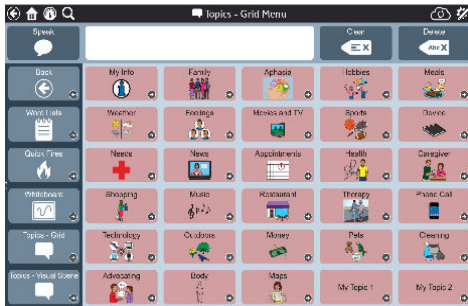 Topics - Grid Menu
Speak
Clear
Delete
Abc X
Back
My Info
Family
Aphasia
Hobbies
Meals
Word Lists
Weather
Feelings
Movies and TV
Sports
Device
Quick Fires
Needs
News
Appointments
Health
Caregiver
Whiteboard
Shopping
Music
Restaurant
Therapy
Phone Call
Topics - Grid
Technology
Outdoors
Money
Pets
Cleaning
Topics - Visual Scene
Advocating
Body
Maps
My Topic 1
My Topic 2